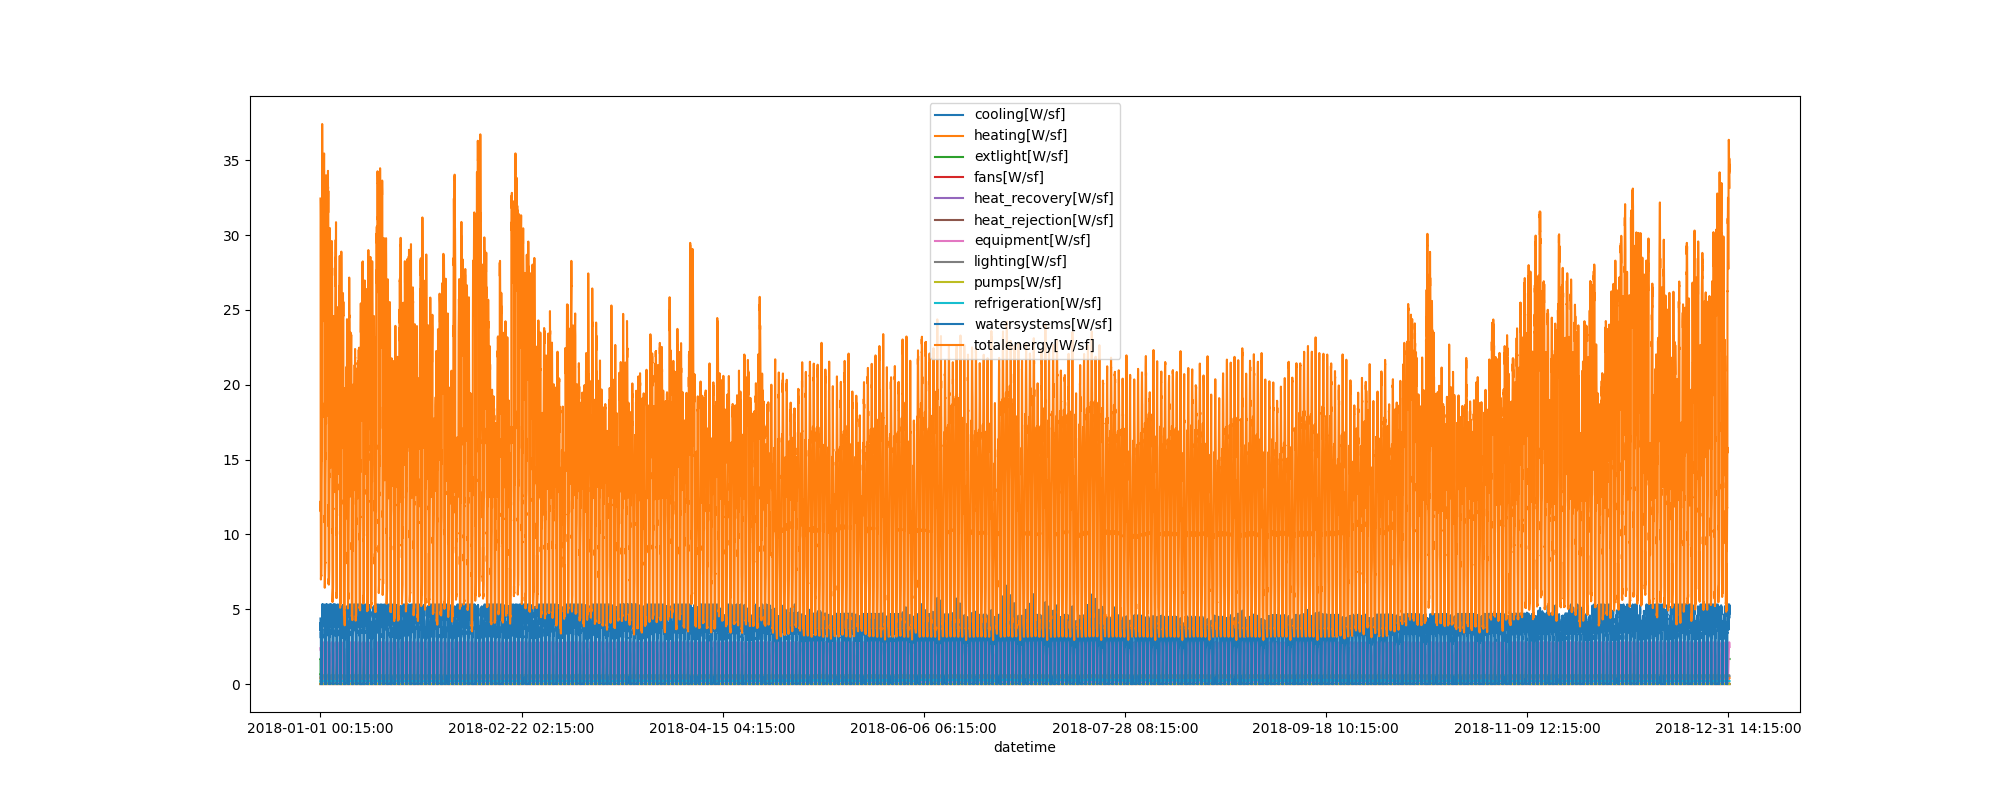 cooling[W/sf]
heating[W/sf]
extlight[W/sf]
fans[W/sf]
heat_recovery[W/sf]
heat_rejection[W/sf]
equipment[W/sf]
lighting[W/sf]
pumps[W/sf]
refrigeration[W/sf]
watersystems[W/sf]
totalenergy[W/sf]
35
30
25
20
15
10
5
0
2018-01-01 00:15:00
2018-02-22 02:15:00
2018-04-15 04:15:00
2018-06-06 06:15:00
2018-07-28 08:15:00
2018-09-18 10:15:00
2018-11-09 12:15:00
2018-12-31 14:15:00
datetime